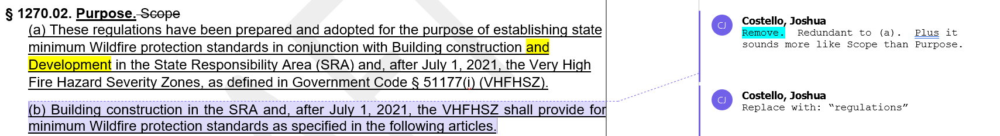 § 1270.02. Purpose. Scope
(a) These regulations have been prepared and adopted for the purpose of establishing state
minimum Wildfire protection standards in conjunction with Building construction and
Development in the State Responsibility Area (SRA) and, after July 1, 2021, the Very High
Fire Hazard Severity Zones, as defined in Government Code § 51177(i) (VHFHSZ).
(b) Building construction in the SRA and, after July 1, 2021, the VHFHSZ shall provide for
minimum Wildfire protection standards as specified in the following articles.
CJ
Costello, Joshua
Remove. Redundant to (a). Plus it
sounds more like Scope than Purpose.
CJ
Costello, Joshua
Replace with: “regulations”